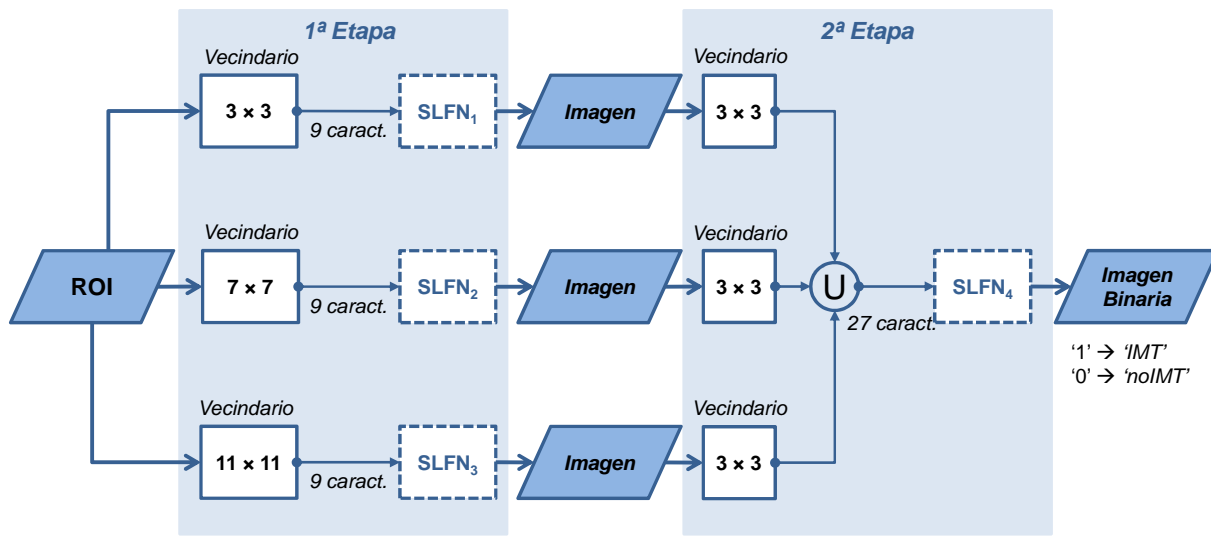 1ª Etapa
2ª Etapa
Vecindario
Vecindario
3 × 3
9 caract.
SLFN1
Imagen
3 × 3
ROI
Vecindario
7 × 7
9 caract.
SLFN2
Imagen
Vecindario
3 × 3
U
27 caract.
SLFN4
Imagen
Binaria
'1' → 'IMT'
'0' → 'noIMT'
Vecindario
11 × 11
9 caract.
SLFN3
Imagen
Vecindario
3 × 3